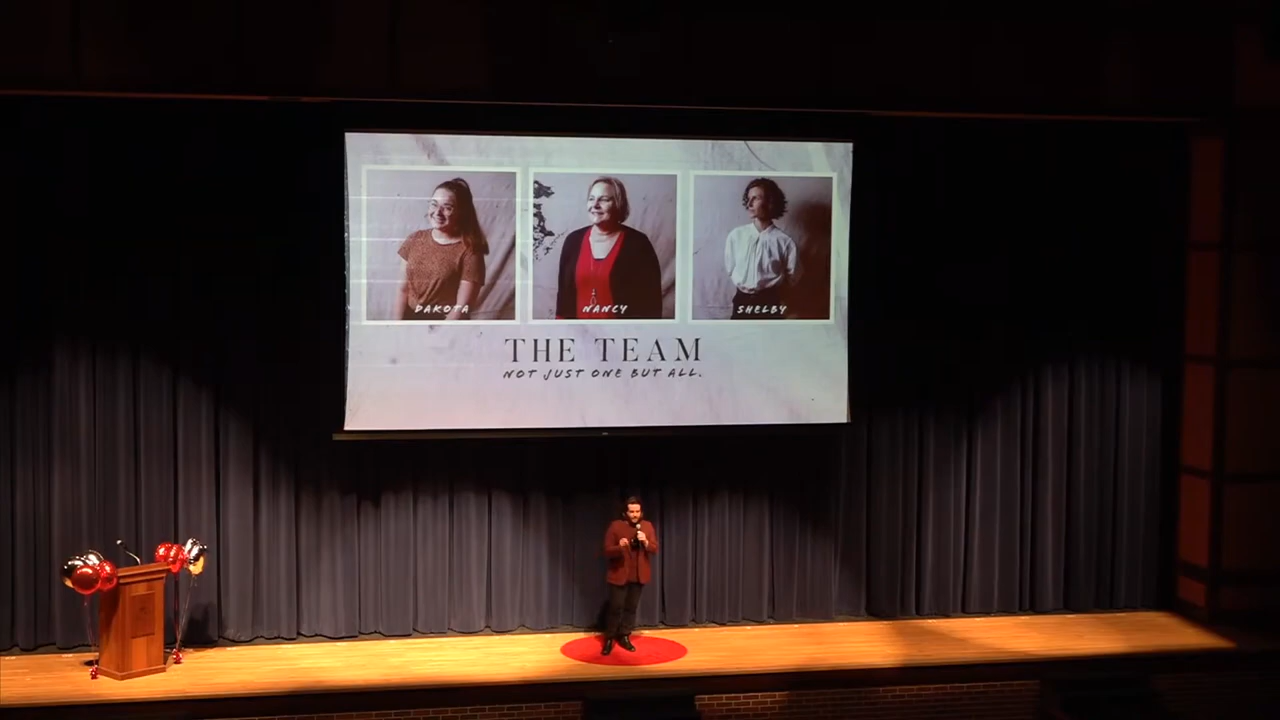 DAKOTA
NANCY
SHELBY
THE TEAM
NOT JUST ONE BUT ALL.